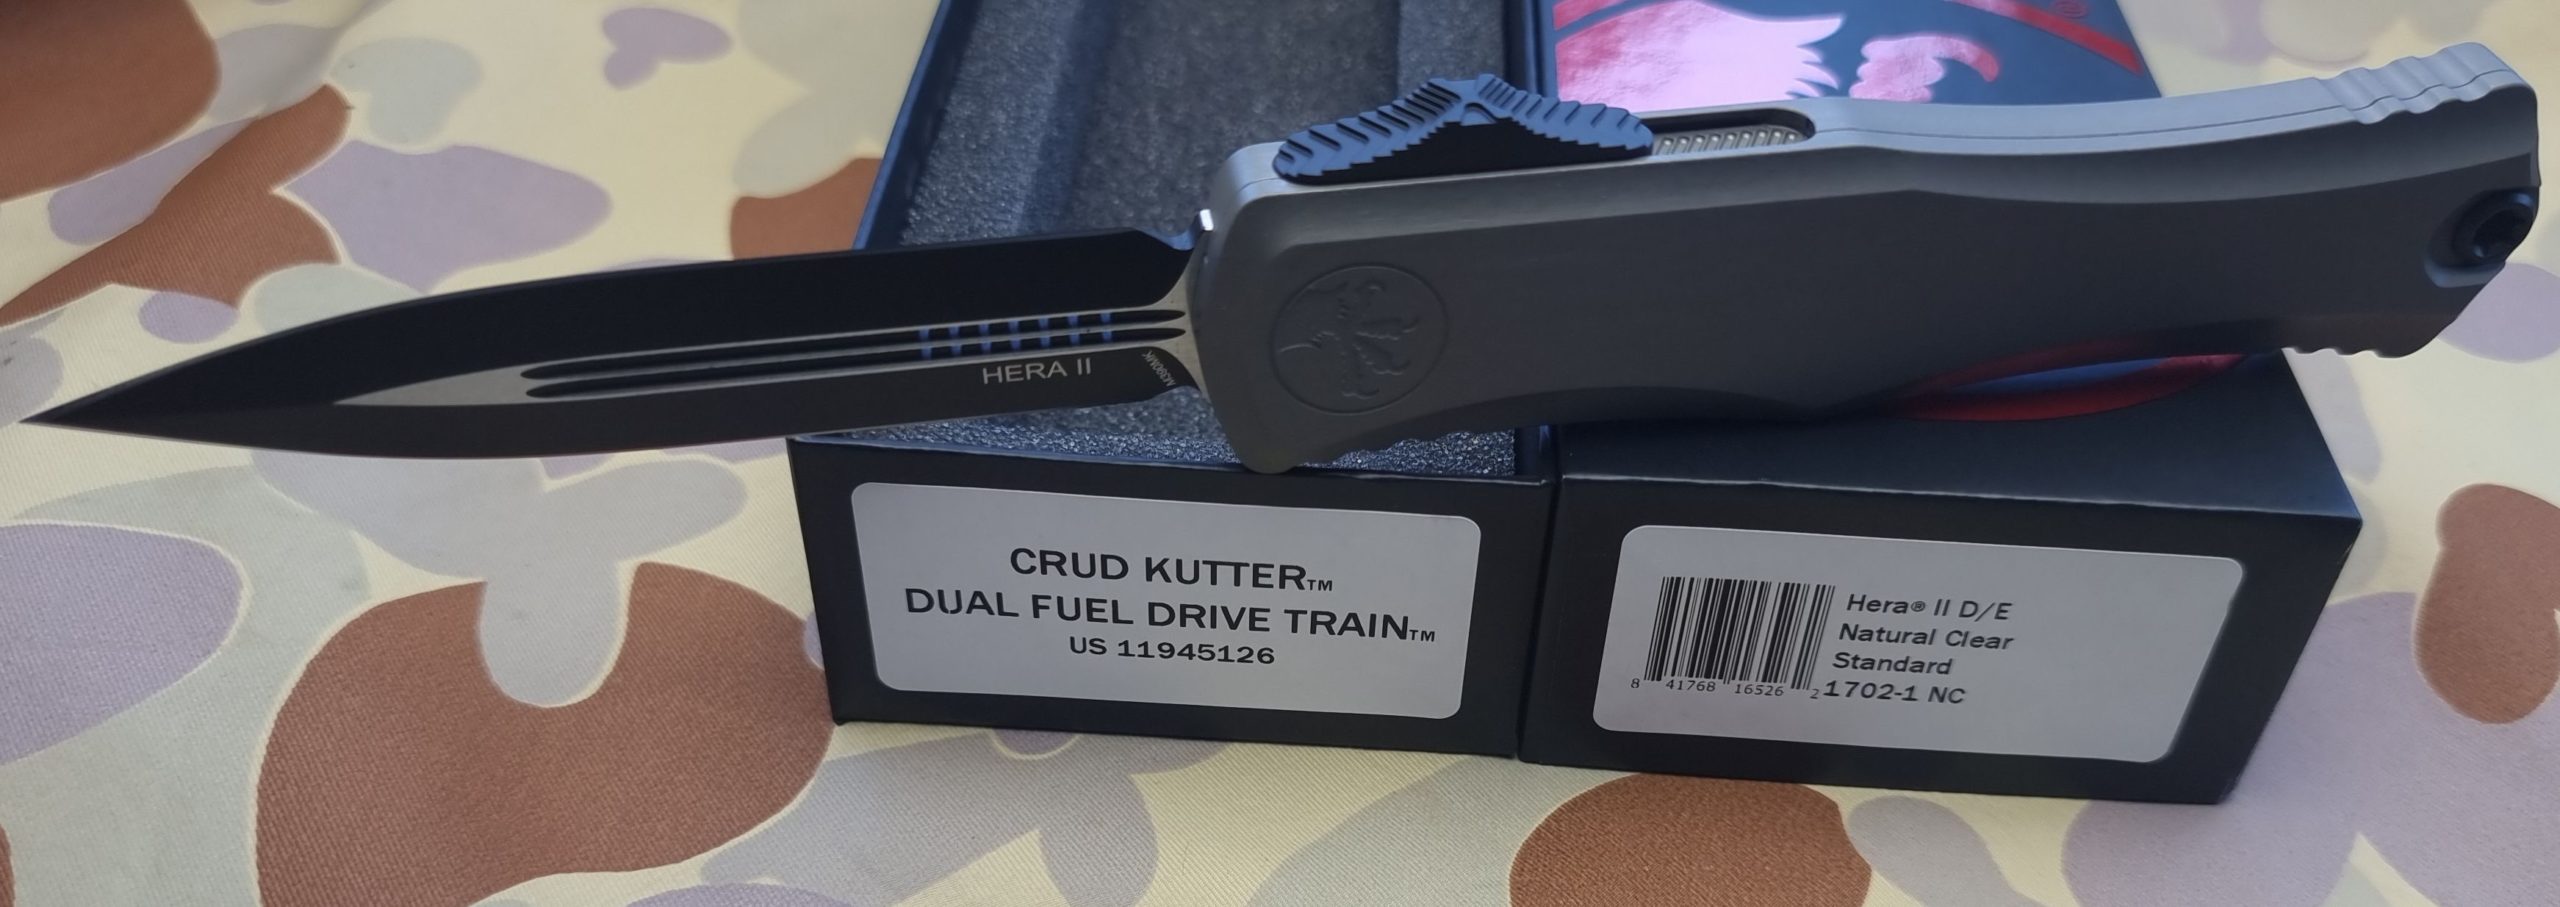 HERA II
M390MK
CRUD KUTTER™
DUAL FUEL DRIVE TRAIN™
US 11945126
Hera® II D/E
Natural Clear
Standard
1702-1 NC
8 41768 16526 2
®